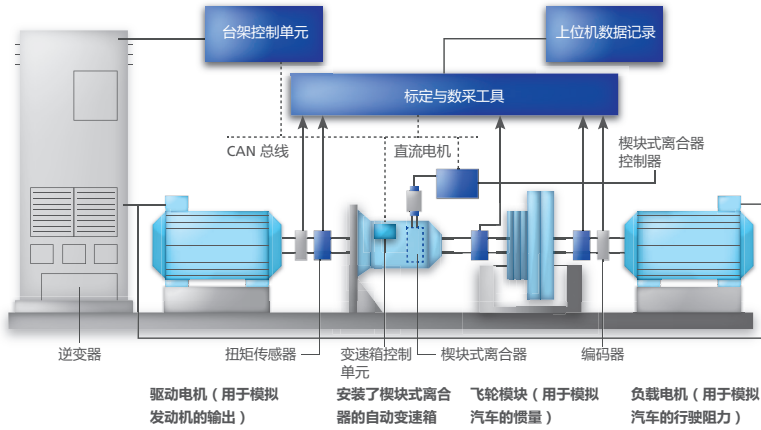 台架控制单元
上位机数据记录
标定与数采工具
CAN 总线
直流电机
楔块式离合器
控制器
逆变器
扭矩传感器
变速箱控制
单元
楔块式离合器
编码器
驱动电机（用于模拟
发动机的输出）
安装了楔块式离合
器的自动变速箱
飞轮模块（用于模拟
汽车的惯量）
负载电机（用于模拟
汽车的行驶阻力）